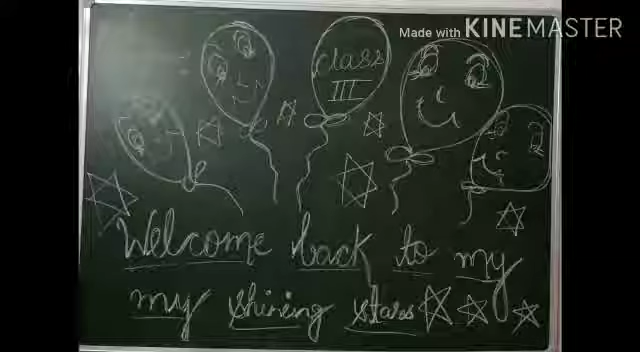 Made with KINEMASTER
class
III
Welcome back to my
my shining stars